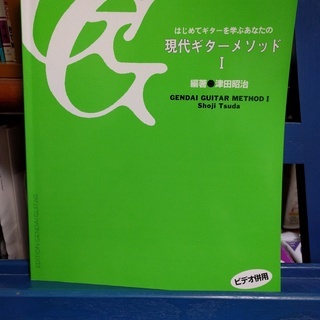 GG
はじめてギターを学ぶあなたの
現代ギターメソッド
I
編著●津田昭治
GENDAI GUITAR METHOD I
Shoji Tsuda
ビデオ併用